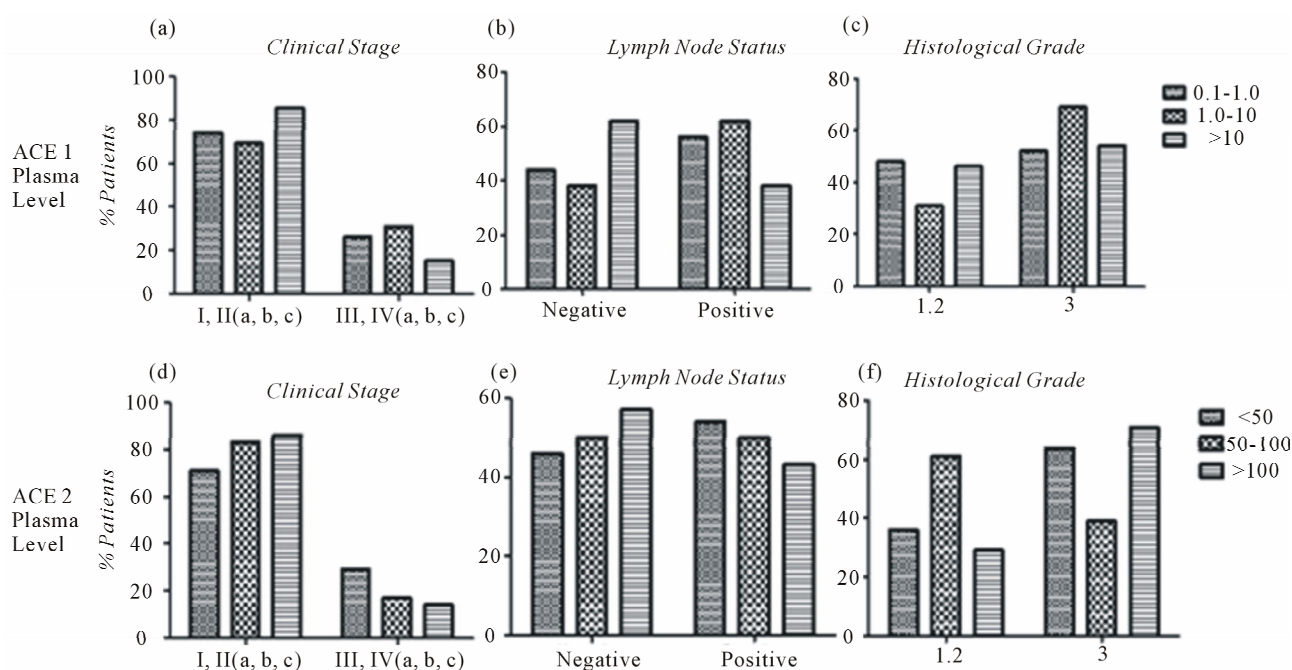 (a)
Clinical Stage
(b)
Lymph Node Status
(c)
Histological Grade
ACE 1
Plasma
Level
% Patients
100
80
60
40
20
0
I, II(a, b, c) III, IV(a, b, c)
80
60
40
20
0
Negative Positive
80
60
40
20
0
1.2 3
0.1-1.0
1.0-10
>10
(d)
Clinical Stage
(e)
Lymph Node Status
(f)
Histological Grade
ACE 2
Plasma
Level
% Patients
100
80
60
40
20
0
I, II(a, b, c) III, IV(a, b, c)
60
40
20
0
Negative Positive
80
60
40
20
0
1.2 3
<50
50-100
>100